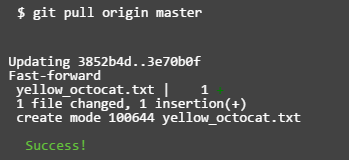 $ git pull origin master
Updating 3852b4d..3e70b0f
Fast-forward
yellow_octocat.txt |    1 +
1 file changed, 1 insertion(+)
create mode 100644 yellow_octocat.txt
Success!